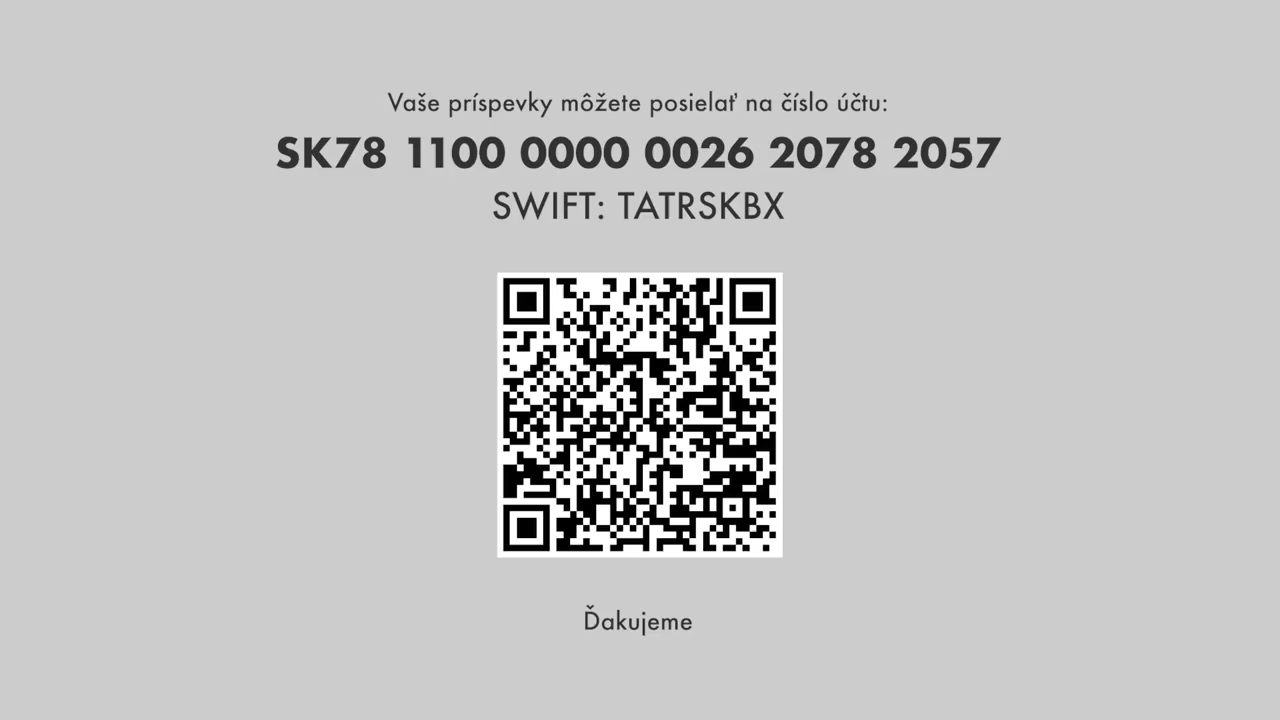 Vaše príspevky môžete posielať na číslo účtu:
SK78 1100 0000 0026 2078 2057
SWIFT: TATRSKBX
Ďakujeme